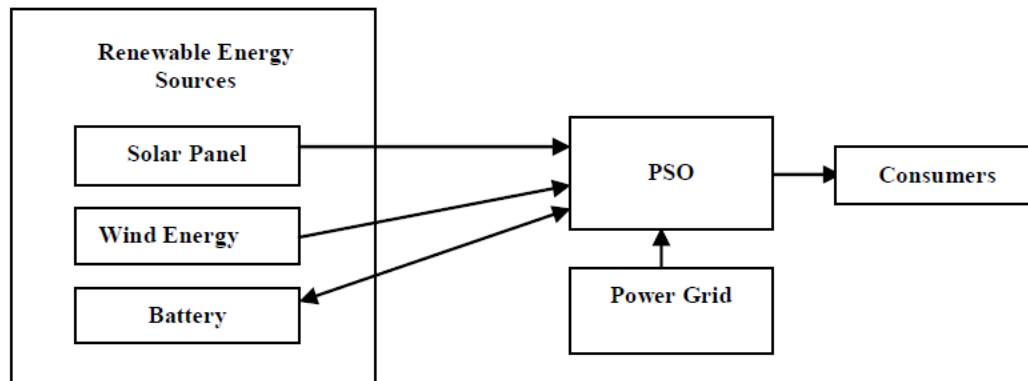 Renewable Energy
Sources
Solar Panel
Wind Energy
Battery
PSO
Power Grid
Consumers